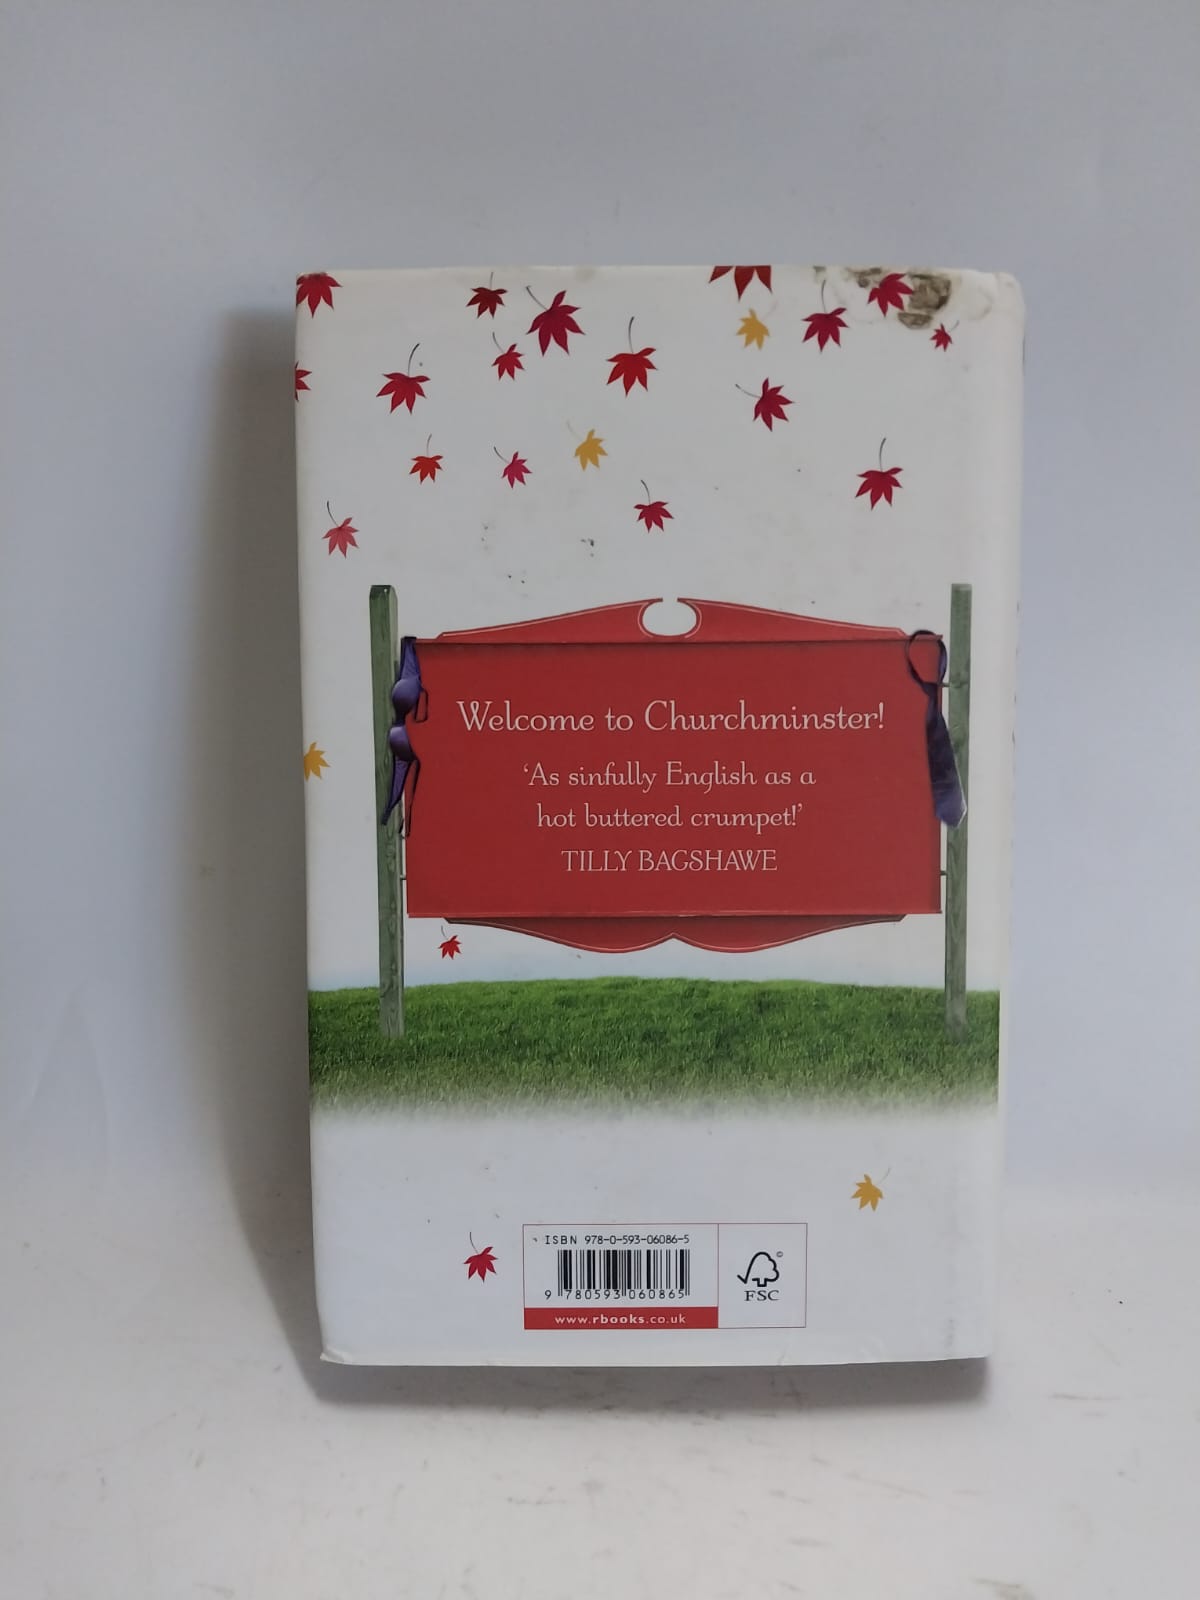 Welcome to Churchminster!
‘As sinfully English as a
hot buttered crumpet!’
TILLY BAGSHAWE
ISBN 978-0-593-06086-5
9 780593 060865
www.rbooks.co.uk
©
FSC